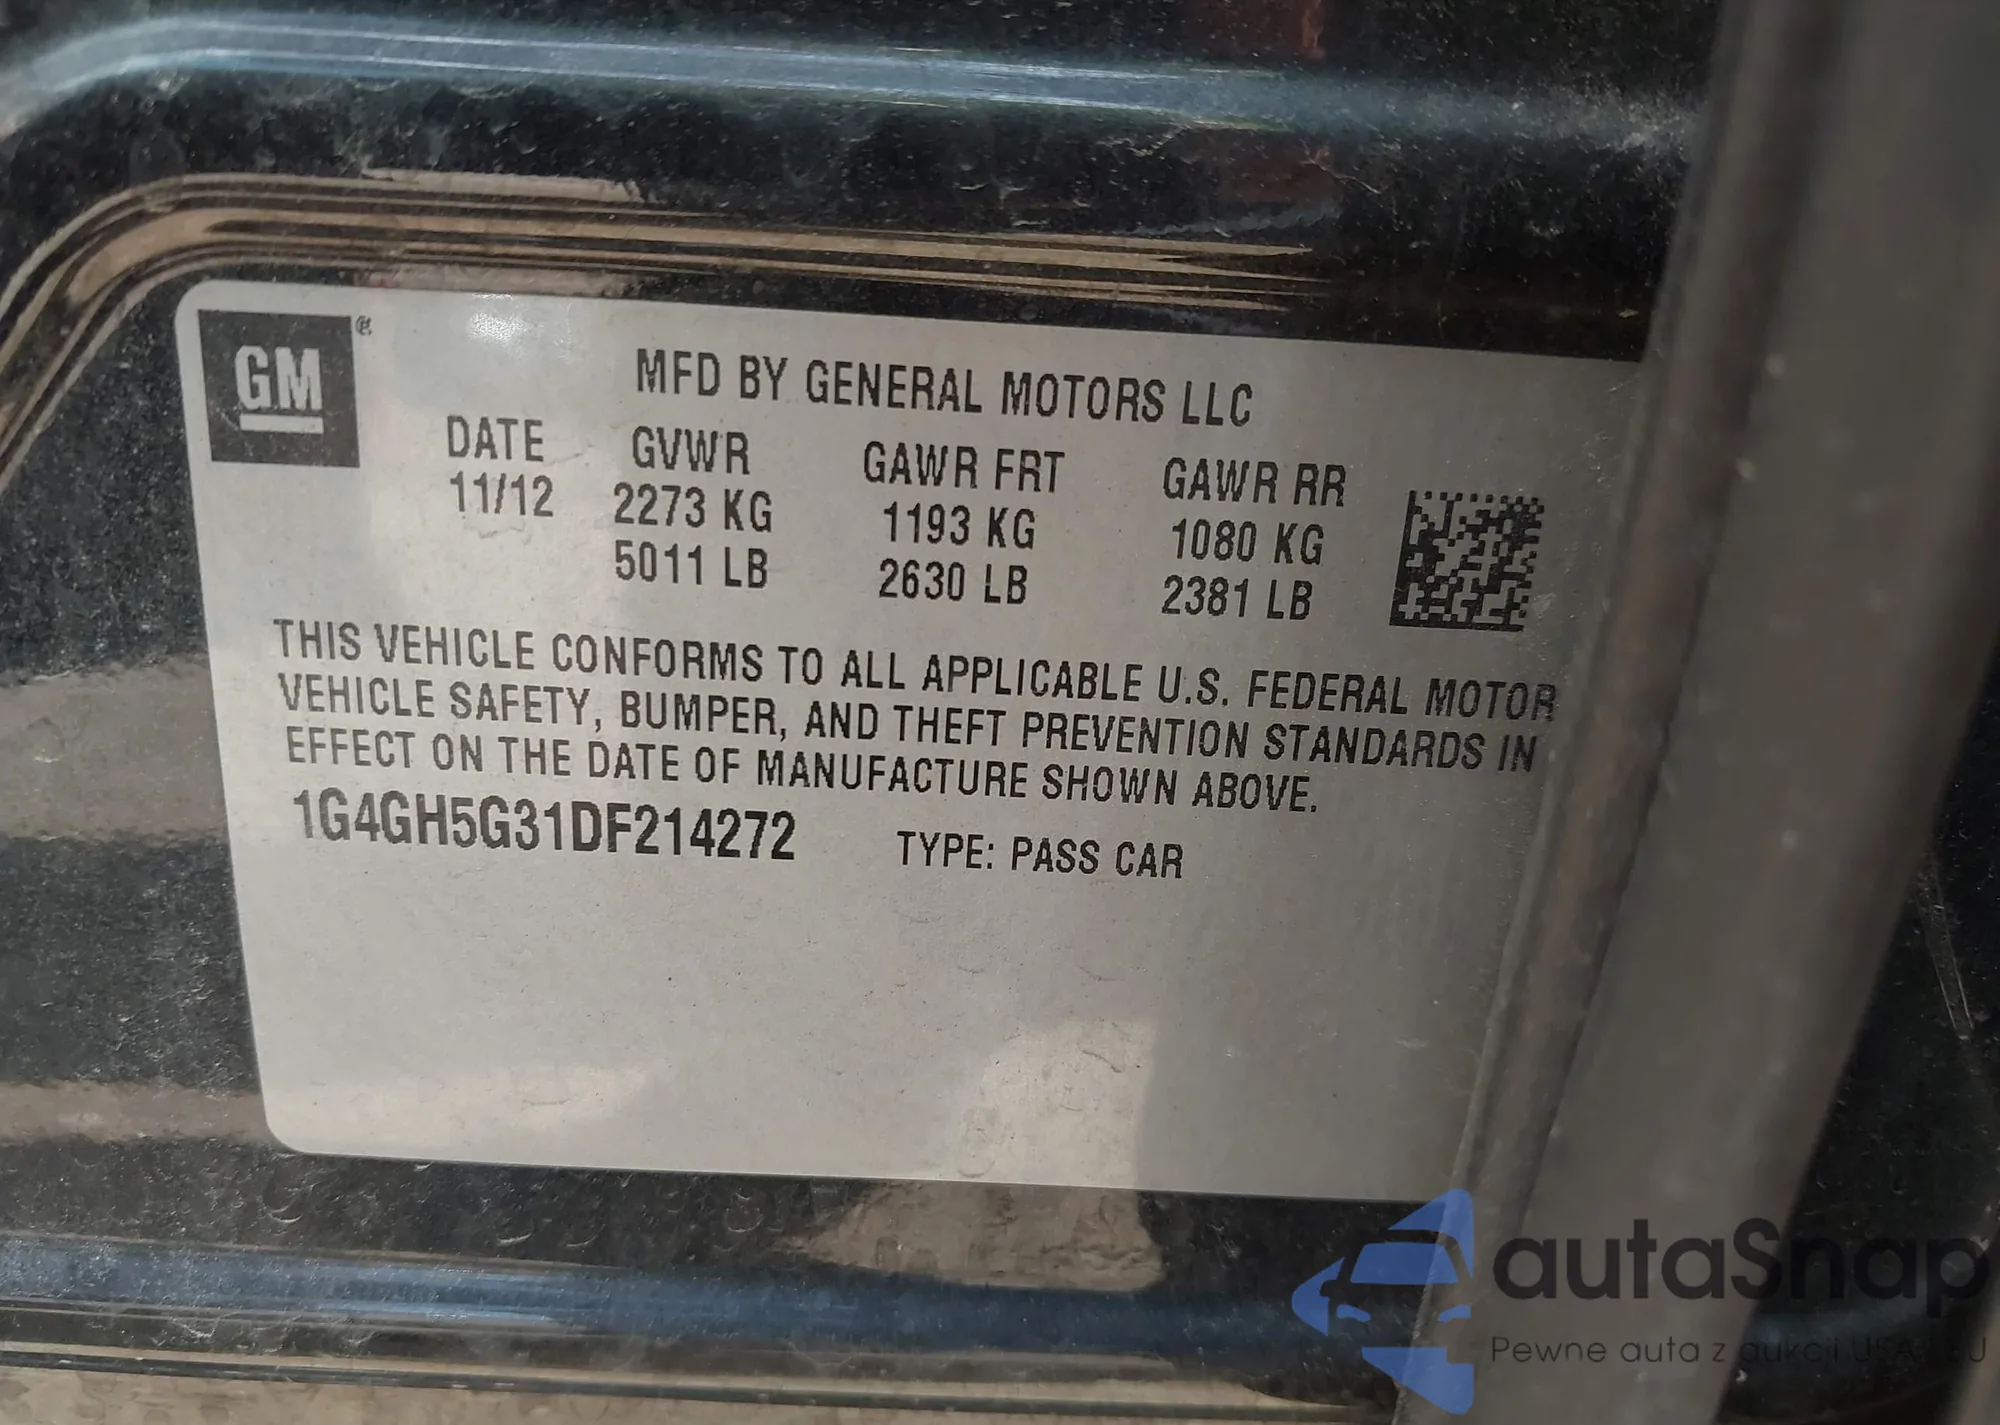 GM®
MFD BY GENERAL MOTORS LLC
DATE GVWR GAWR FRT GAWR RR
11/12 2273 KG 1193 KG 1080 KG
5011 LB 2630 LB 2381 LB
THIS VEHICLE CONFORMS TO ALL APPLICABLE U.S. FEDERAL MOTOR
VEHICLE SAFETY, BUMPER, AND THEFT PREVENTION STANDARDS IN
EFFECT ON THE DATE OF MANUFACTURE SHOWN ABOVE.
1G4GH5G31DF214272 TYPE: PASS CAR
autaSnap
Pewne auta z aukcji USA i EU